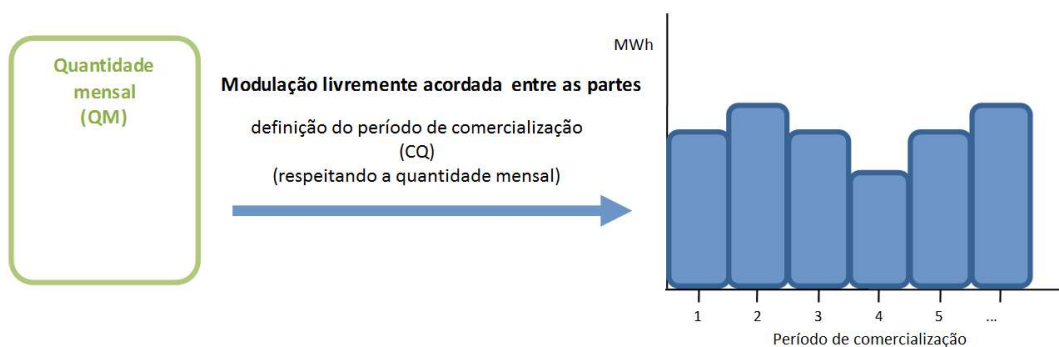 Quantidade
mensal
(QM)
Modulação livremente acordada entre as partes
definição do período de comercialização
(CQ)
(respeitando a quantidade mensal)
MWh
1 2 3 4 5 ...
Período de comercialização